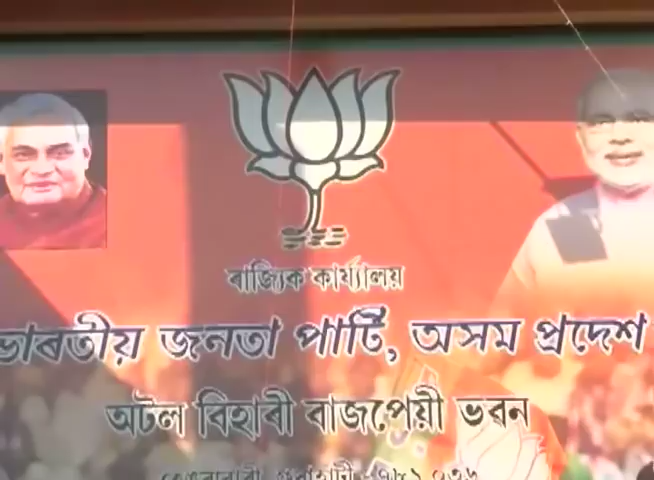 ৰাজ্যিক কাৰ্য্যালয়
ভাৰতীয় জনতা পাৰ্টি, অসম প্ৰদেশ
অটল বিহাৰী বাজপেয়ী ভৱন